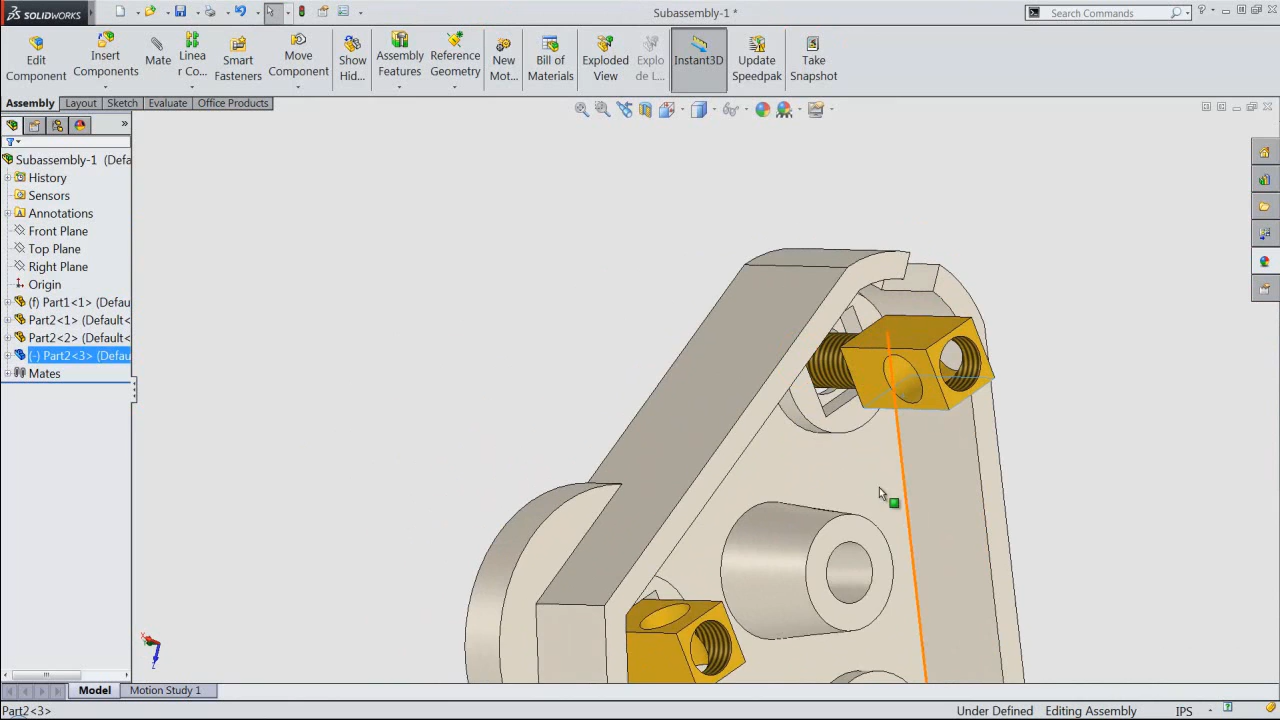 SOLIDWORKS
Subassembly-1 *
Search Commands
Edit Component
Insert Components
Mate
Linea r Co...
Smart Fasteners
Move Component
Show Hid...
Assembly Features
Reference Geometry
New Mot...
Bill of Materials
Exploded View
Explo de L...
Instant3D
Update Speedpak
Take Snapshot
Assembly
Layout
Sketch
Evaluate
Office Products
Subassembly-1 (Defa
History
Sensors
Annotations
Front Plane
Top Plane
Right Plane
Origin
(f) Part1<1> (Defau
Part2<1> (Default<
Part2<2> (Default<
(-) Part2<3> (Defau
Mates
Model
Motion Study 1
Part2<3>
Under Defined
Editing Assembly
IPS